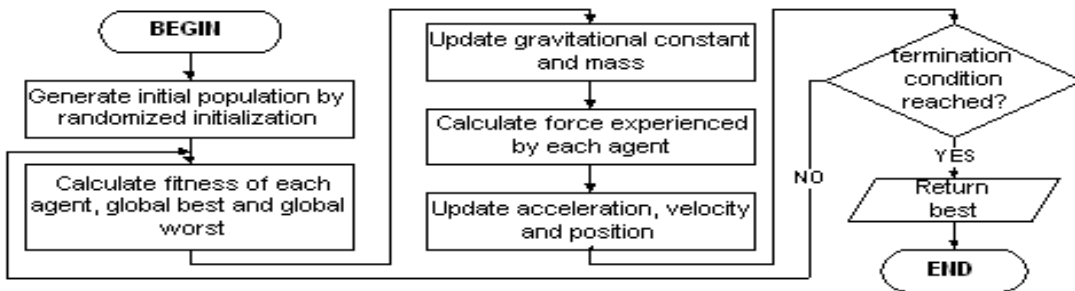 BEGIN
Generate initial population by
randomized initialization
Calculate fitness of each
agent, global best and global
worst
Update gravitational constant
and mass
Calculate force experienced
by each agent
Update acceleration, velocity
and position
termination
condition
reached?
YES
NO
Return
best
END